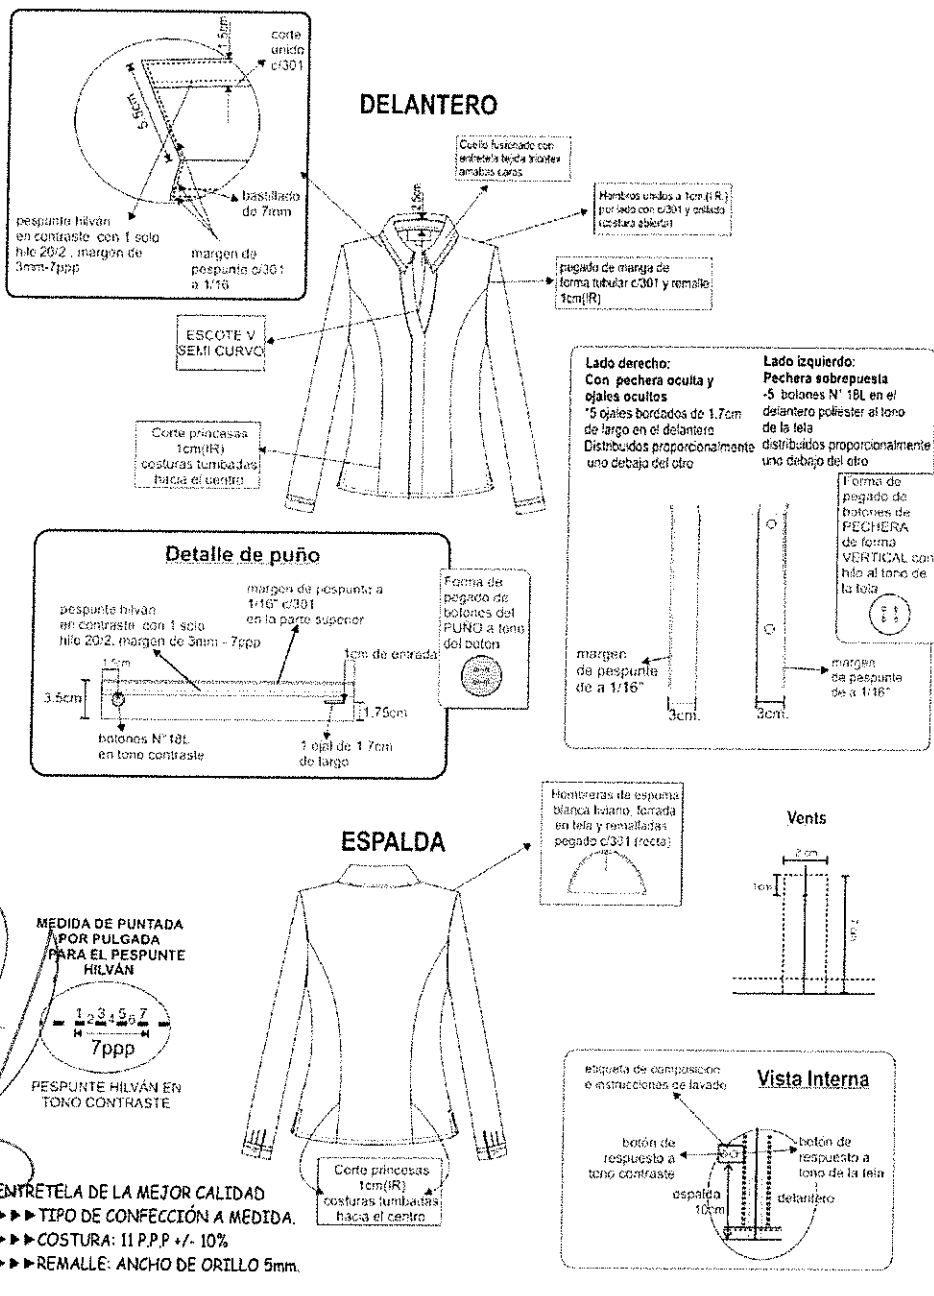 1.5cm
corte
unido
c/301
5.5cm
bastillado
de 7mm
pespunte hilván
en contraste con 1 solo
hilo 20/2 , margen de
3mm-7ppp
margen de
pespunte c/301
a 1/16
DELANTERO
Cuello fusionado con
entretela tejida triontex
ambas caras
2.5cm
Hombros unidos a 1cm.(I.R.)
por lado con c/301 y orillado
(costura abierta)
pegado de manga de
forma tubular c/301 y remalle
1cm(IR)
ESCOTE V
SEMI CURVO
Corte princesas
1cm(IR)
costuras tumbadas
hacia el centro
Lado derecho:
Con pechera oculta y
ojales ocultos
*5 ojales bordados de 1.7cm
de largo en el delantero
Distribuidos proporcionalmente
uno debajo del otro
Lado izquierdo:
Pechera sobrepuesta
-5 botones N° 18L en el
delantero poliéster al tono
de la tela
distribuidos proporcionalmente
uno debajo del otro
Forma de
pegado de
botones de
PECHERA
de forma
VERTICAL con
hilo al tono de
la tela
margen
de pespunte
de a 1/16"
margen
de pespunte
de a 1/16"
3cm.
3cm.
Detalle de puño
pespunte hilván
en contraste con 1 solo
hilo 20/2, margen de 3mm - 7ppp
margen de pespunte a
1/16" c/301
en la parte superior
1cm de entrada
1.5cm
3.5cm
1.75cm
botones N°18L
en tono contraste
1 ojal de 1.7cm
de largo
Forma de
pegado de
botones del
PUÑO a tono
del boton
Hombreras de espuma
blanca liviano, forrada
en tela y remalladas
pegado c/301 (recta)
ESPALDA
Vents
2 cm
1cm
7 cm
MEDIDA DE PUNTADA
POR PULGADA
PARA EL PESPUNTE
HILVÁN
1 2 3 4 5 6 7
7ppp
PESPUNTE HILVÁN EN
TONO CONTRASTE
Corte princesas
1cm(IR)
costuras tumbadas
hacia el centro
etiqueta de composición
e instrucciones de lavado
Vista Interna
botón de
respuesto a
tono contraste
botón de
respuesto a
tono de la tela
espalda
10cm
delantero
ENTRETELA DE LA MEJOR CALIDAD
►►►TIPO DE CONFECCIÓN A MEDIDA.
►►►COSTURA: 11 P.P.P +/- 10%
►►►REMALLE: ANCHO DE ORILLO 5mm.